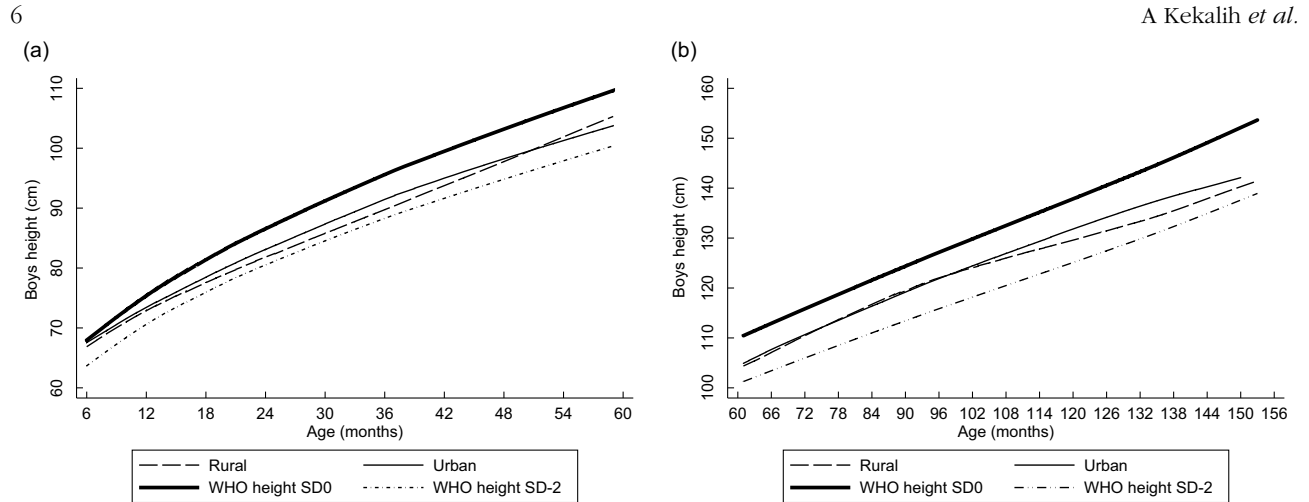 6
A Kekalih et al.
(a)
110
100
90
80
70
60
Boys height (cm)
6 12 18 24 30 36 42 48 54 60
Age (months)
Rural Urban
WHO height SD0 WHO height SD-2
(b)
160
150
140
130
120
110
100
Boys height (cm)
60 66 72 78 84 90 96 102 108 114 120 126 132 138 144 150 156
Age (months)
Rural Urban
WHO height SD0 WHO height SD-2